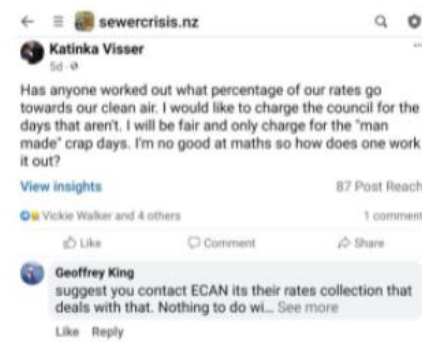 sewercrisis.nz
Katinka Visser
5d
Has anyone worked out what percentage of our rates go
towards our clean air. I would like to charge the council for the
days that aren't. I will be fair and only charge for the "man
made" crap days. I'm no good at maths so how does one work
it out?
View insights 87 Post Reach
Vickie Walker and 4 others 1 comment
Like Comment Share
Geoffrey King
suggest you contact ECAN its their rates collection that
deals with that. Nothing to do wi... See more
Like Reply